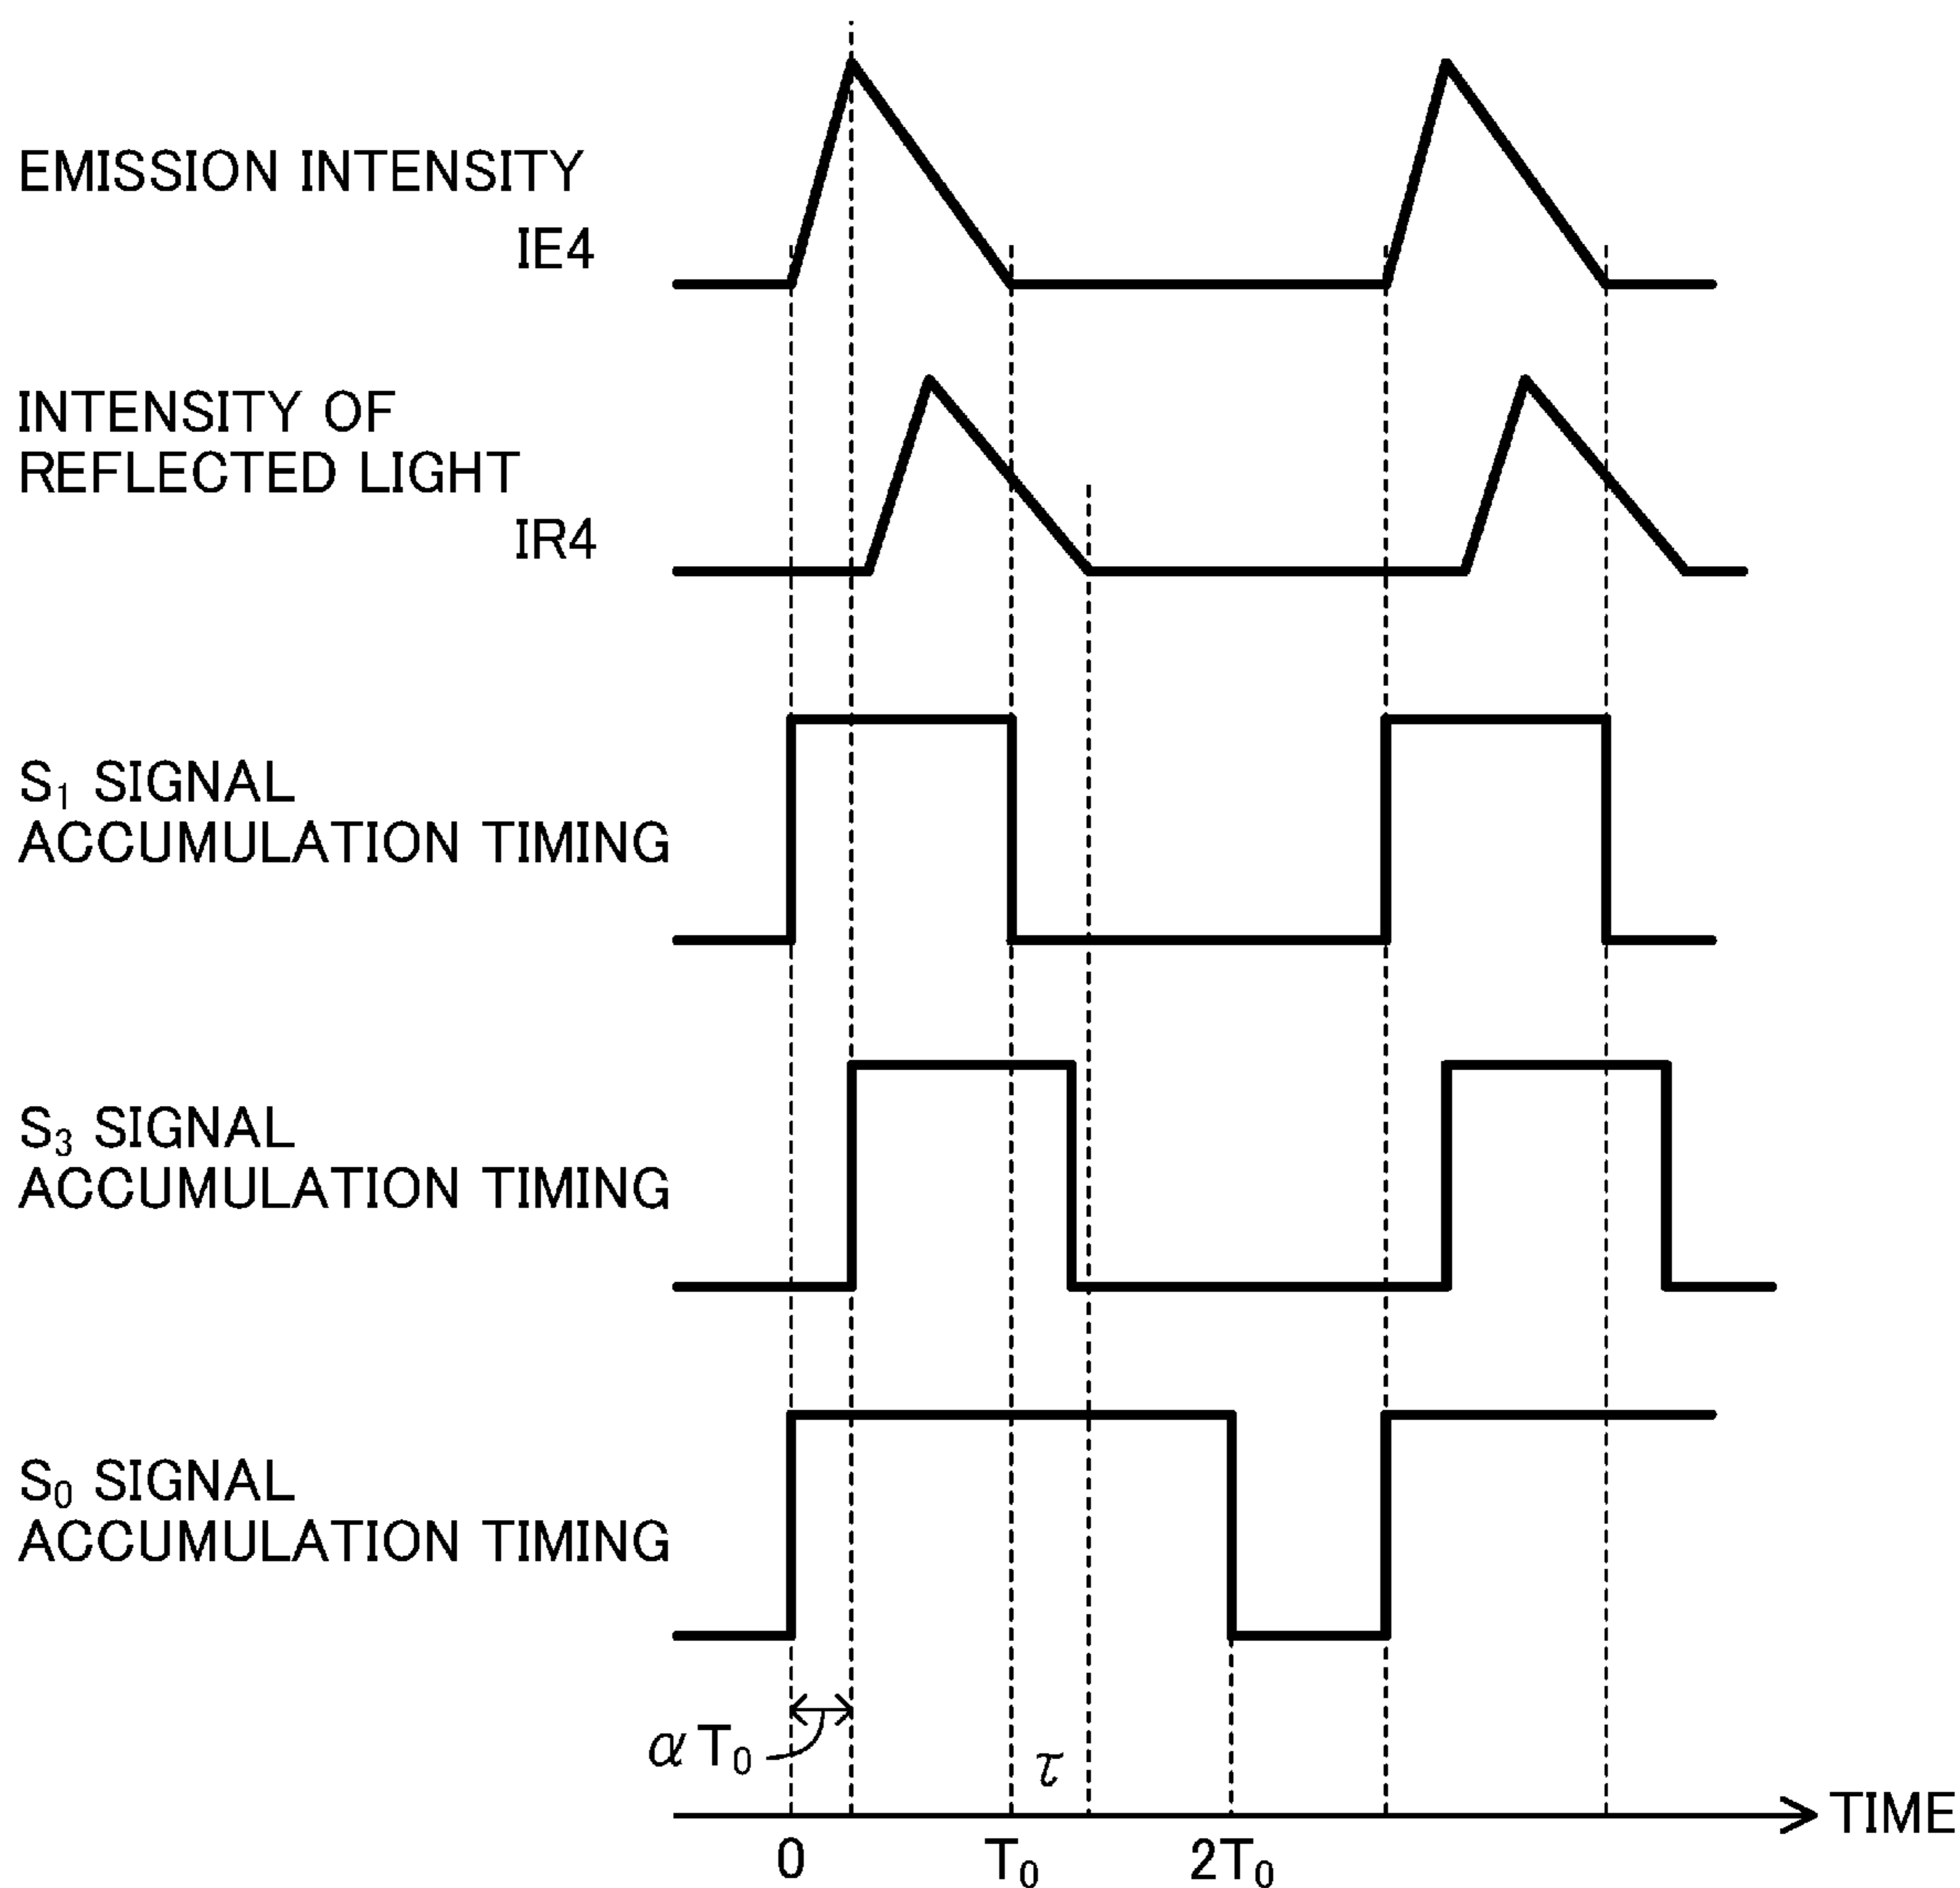 EMISSION INTENSITY
IE4
INTENSITY OF
REFLECTED LIGHT
IR4
S₁ SIGNAL
ACCUMULATION TIMING
S₃ SIGNAL
ACCUMULATION TIMING
S₀ SIGNAL
ACCUMULATION TIMING
αT₀
τ
TIME
0 T₀ 2T₀